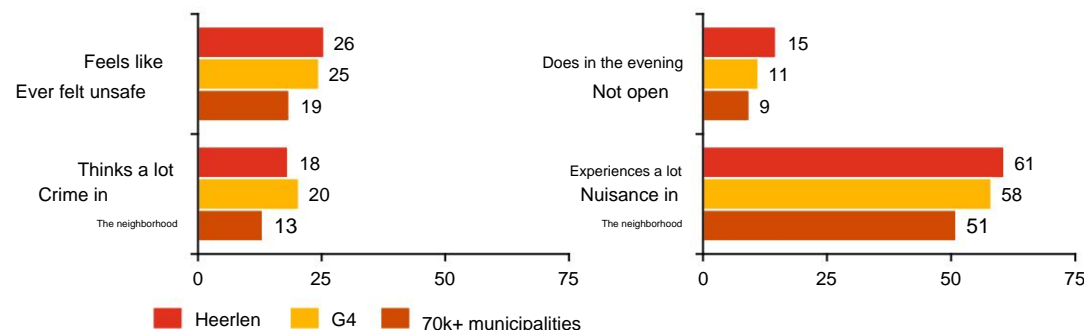 Feels like
Ever felt unsafe
26
25
19
Thinks a lot
Crime in
The neighborhood
18
20
13
0 25 50 75
Does in the evening
Not open
15
11
9
Experiences a lot
Nuisance in
The neighborhood
61
58
51
0 25 50 75
Heerlen G4 70k+ municipalities